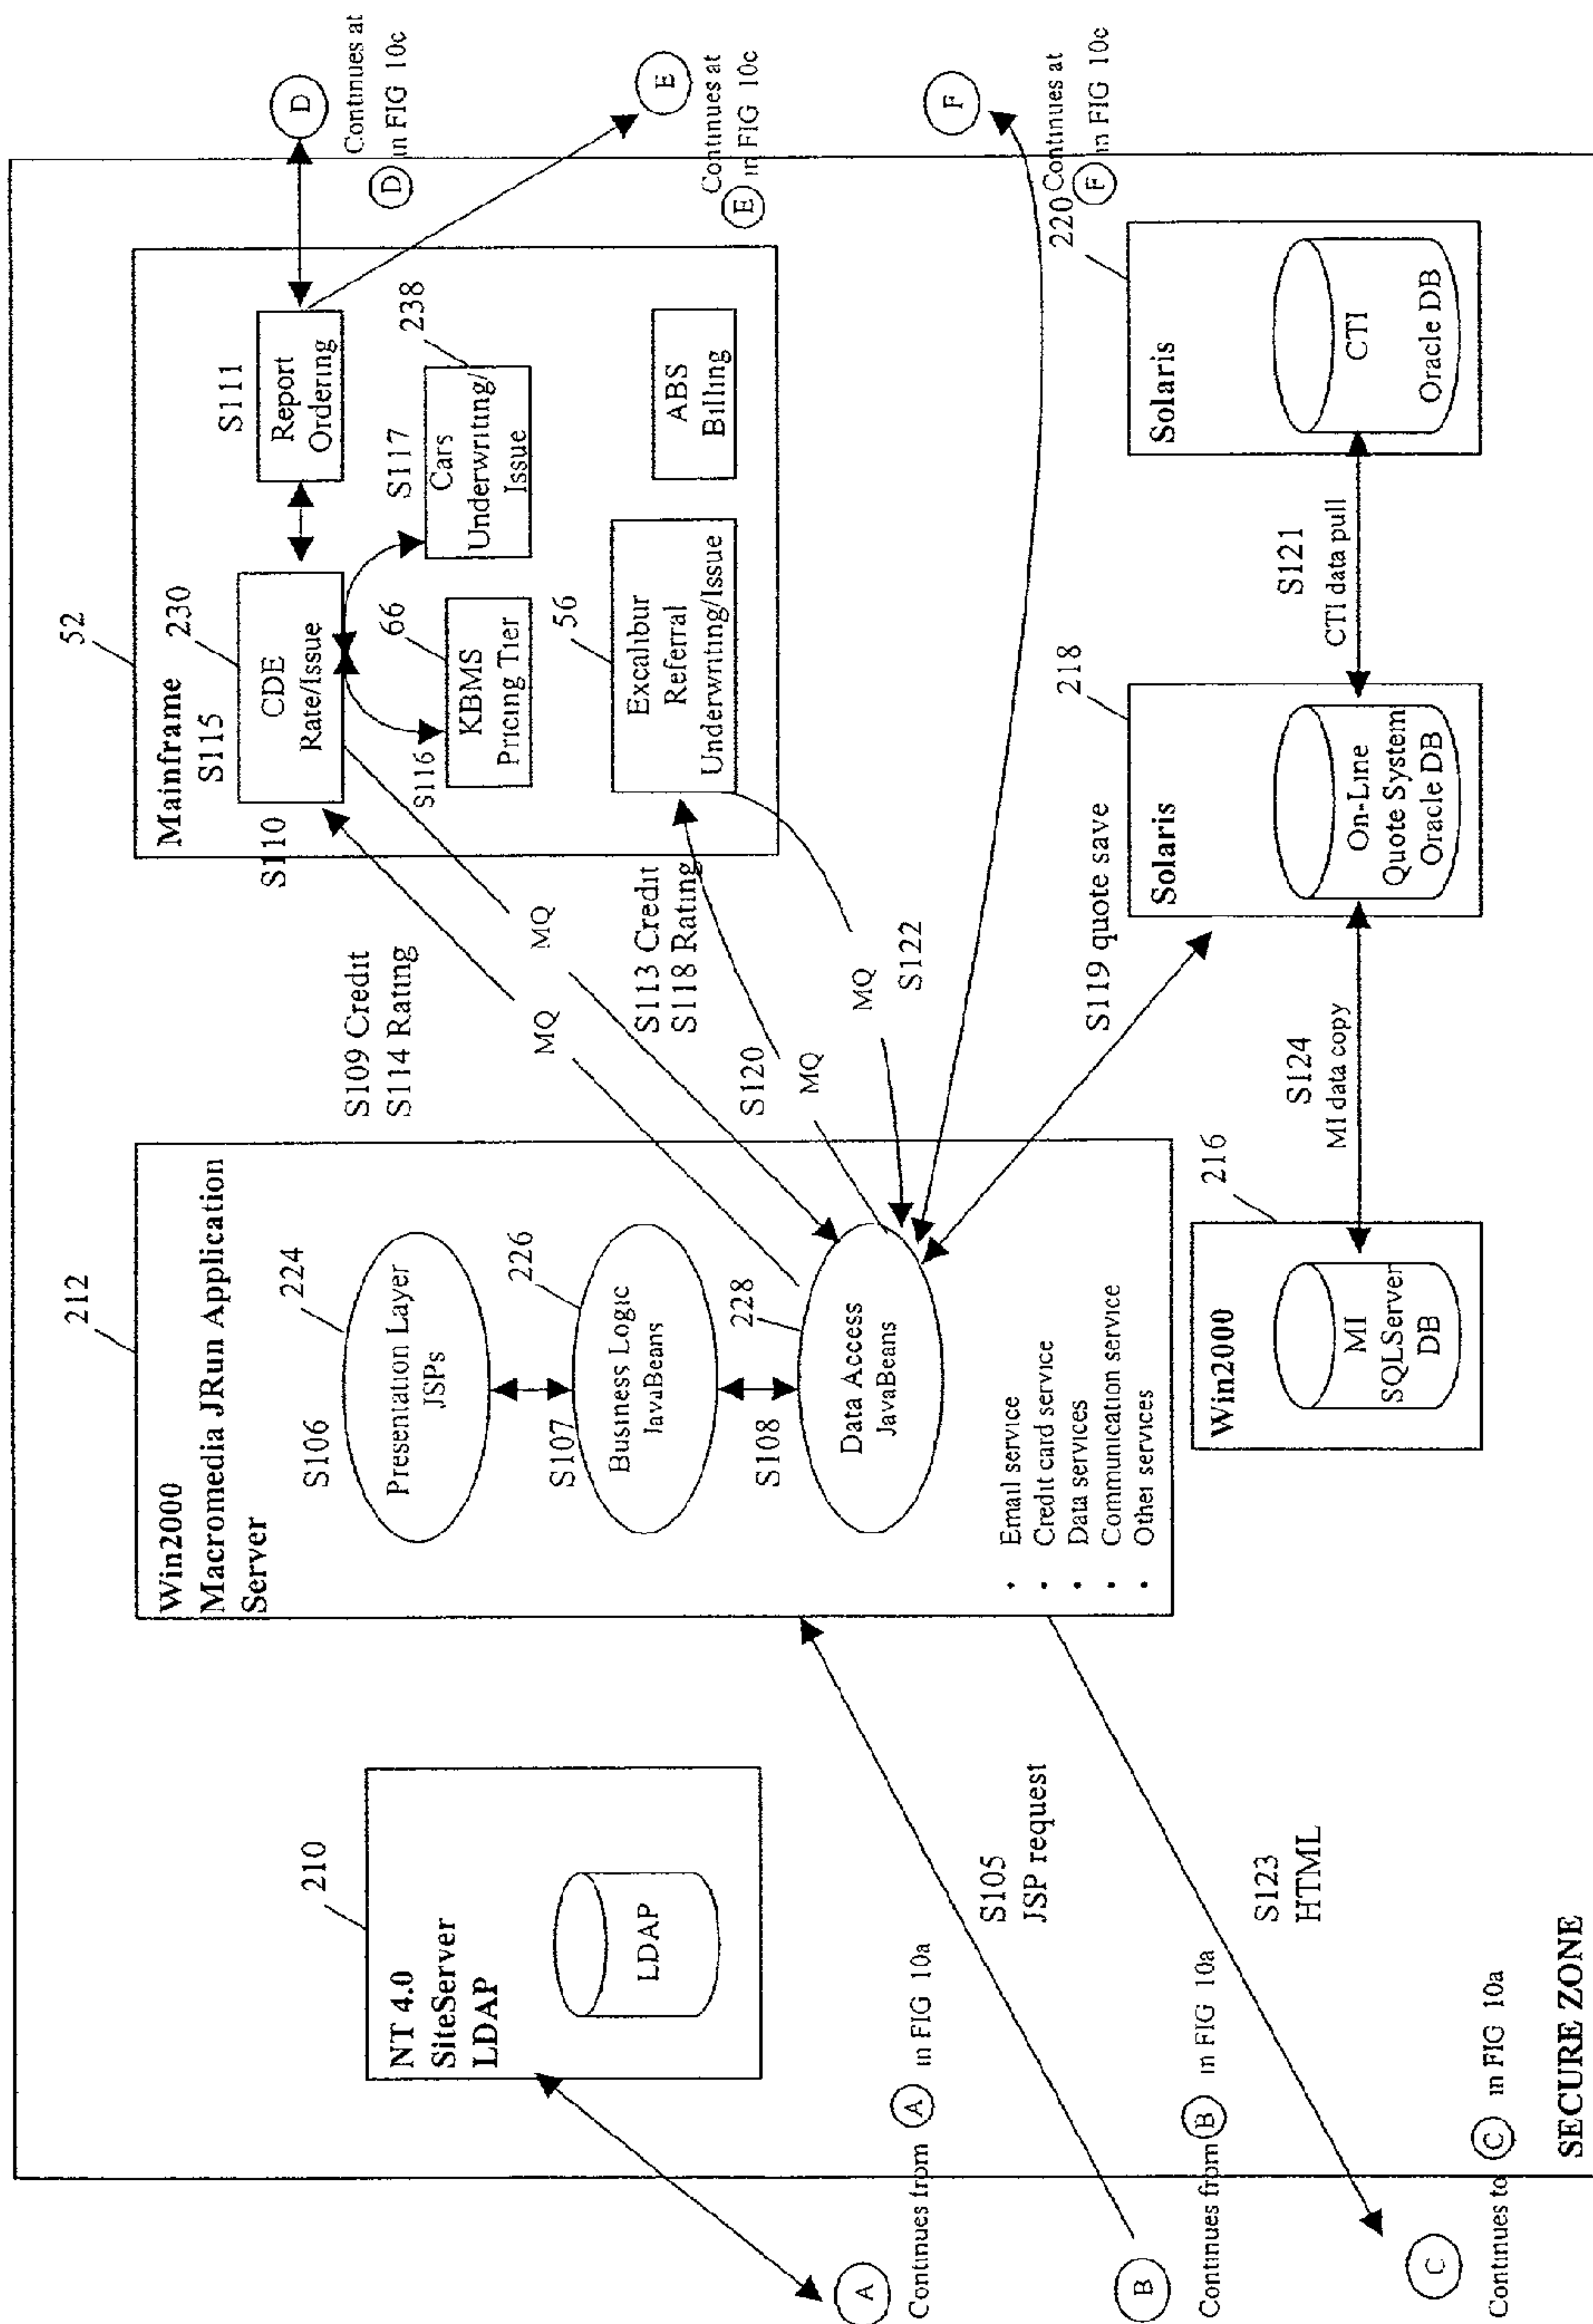 212
Win2000
Macromedia JRun Application
Server
S106
224
Presentation Layer
JSPs
S107
226
Business Logic
JavaBeans
S108
228
Data Access
JavaBeans
• Email service
• Credit card service
• Data services
• Communication service
• Other services
210
NT 4.0
SiteServer
LDAP
LDAP
A
Continues from A in FIG 10a
S105
JSP request
B
Continues from B in FIG 10a
S123
HTML
C
Continues to C in FIG 10a
SECURE ZONE
S109 Credit
S114 Rating
MQ
MQ
S113 Credit
S118 Rating
S120
MQ
MQ
S122
S119 quote save
52
Mainframe
S115
S110
230
CDE
Rate/Issue
S111
Report
Ordering
S116
66
KBMS
Pricing Tier
S117
238
Cars
Underwriting/
Issue
56
Excalibur
Referral
Underwriting/Issue
ABS
Billing
D
Continues at
D in FIG 10c
E
Continues at
E in FIG 10c
F
Continues at
F in FIG 10c
216
Win2000
MI
SQLServer
DB
S124
MI data copy
218
Solaris
On-Line
Quote System
Oracle DB
S121
CTI data pull
220
Solaris
CTI
Oracle DB